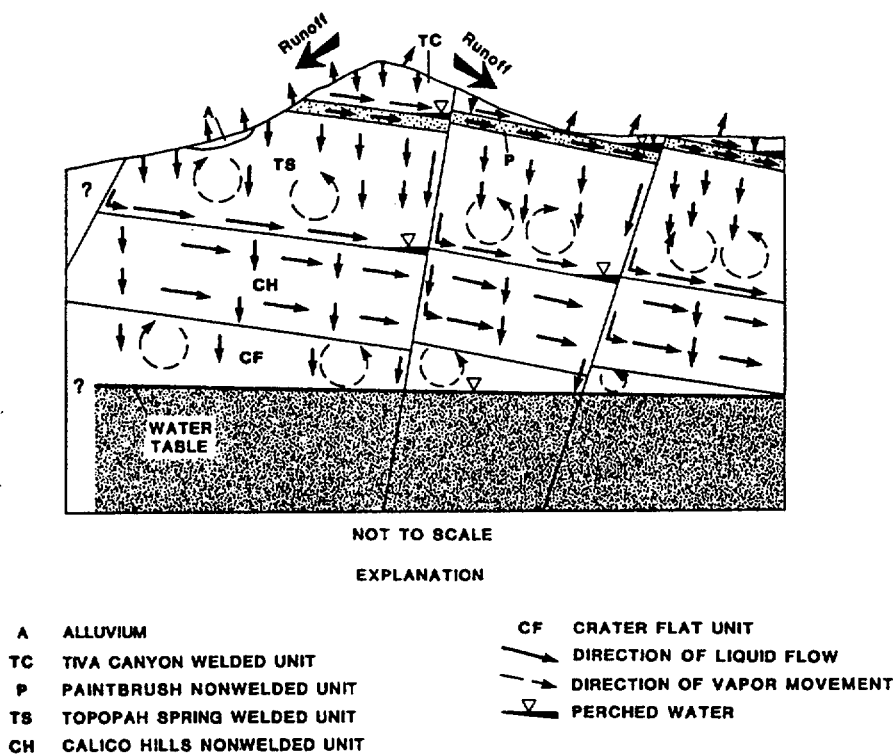 Runoff
TC
Runoff
A
P
TS
?
CH
CF
?
WATER
TABLE
NOT TO SCALE
EXPLANATION
A ALLUVIUM
TC TIVA CANYON WELDED UNIT
P PAINTBRUSH NONWELDED UNIT
TS TOPOPAH SPRING WELDED UNIT
CH CALICO HILLS NONWELDED UNIT
CF CRATER FLAT UNIT
DIRECTION OF LIQUID FLOW
DIRECTION OF VAPOR MOVEMENT
PERCHED WATER